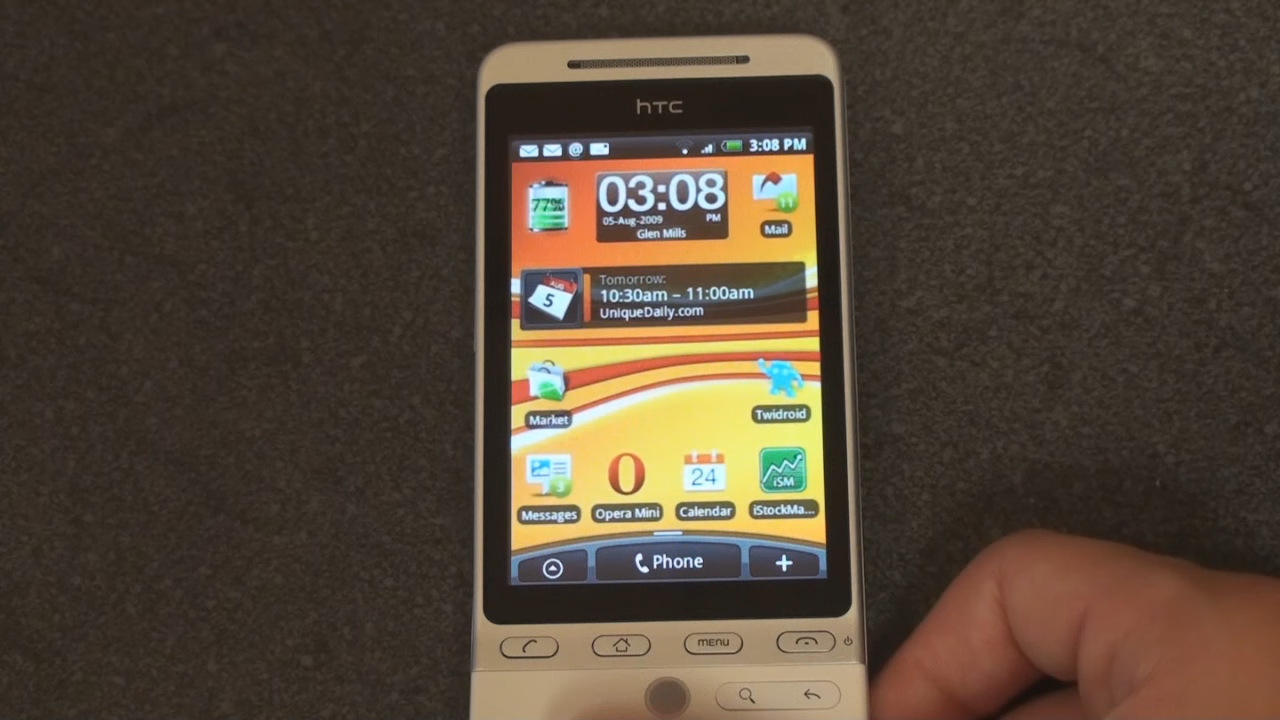 hTC
3:08 PM
77%
03:08
05-Aug-2009 PM
Glen Mills
11
Mail
AUG
5
Tomorrow:
10:30am – 11:00am
UniqueDaily.com
Market
Twidroid
3
24
iSM
Messages
Opera Mini
Calendar
iStockMa...
Phone
MENU